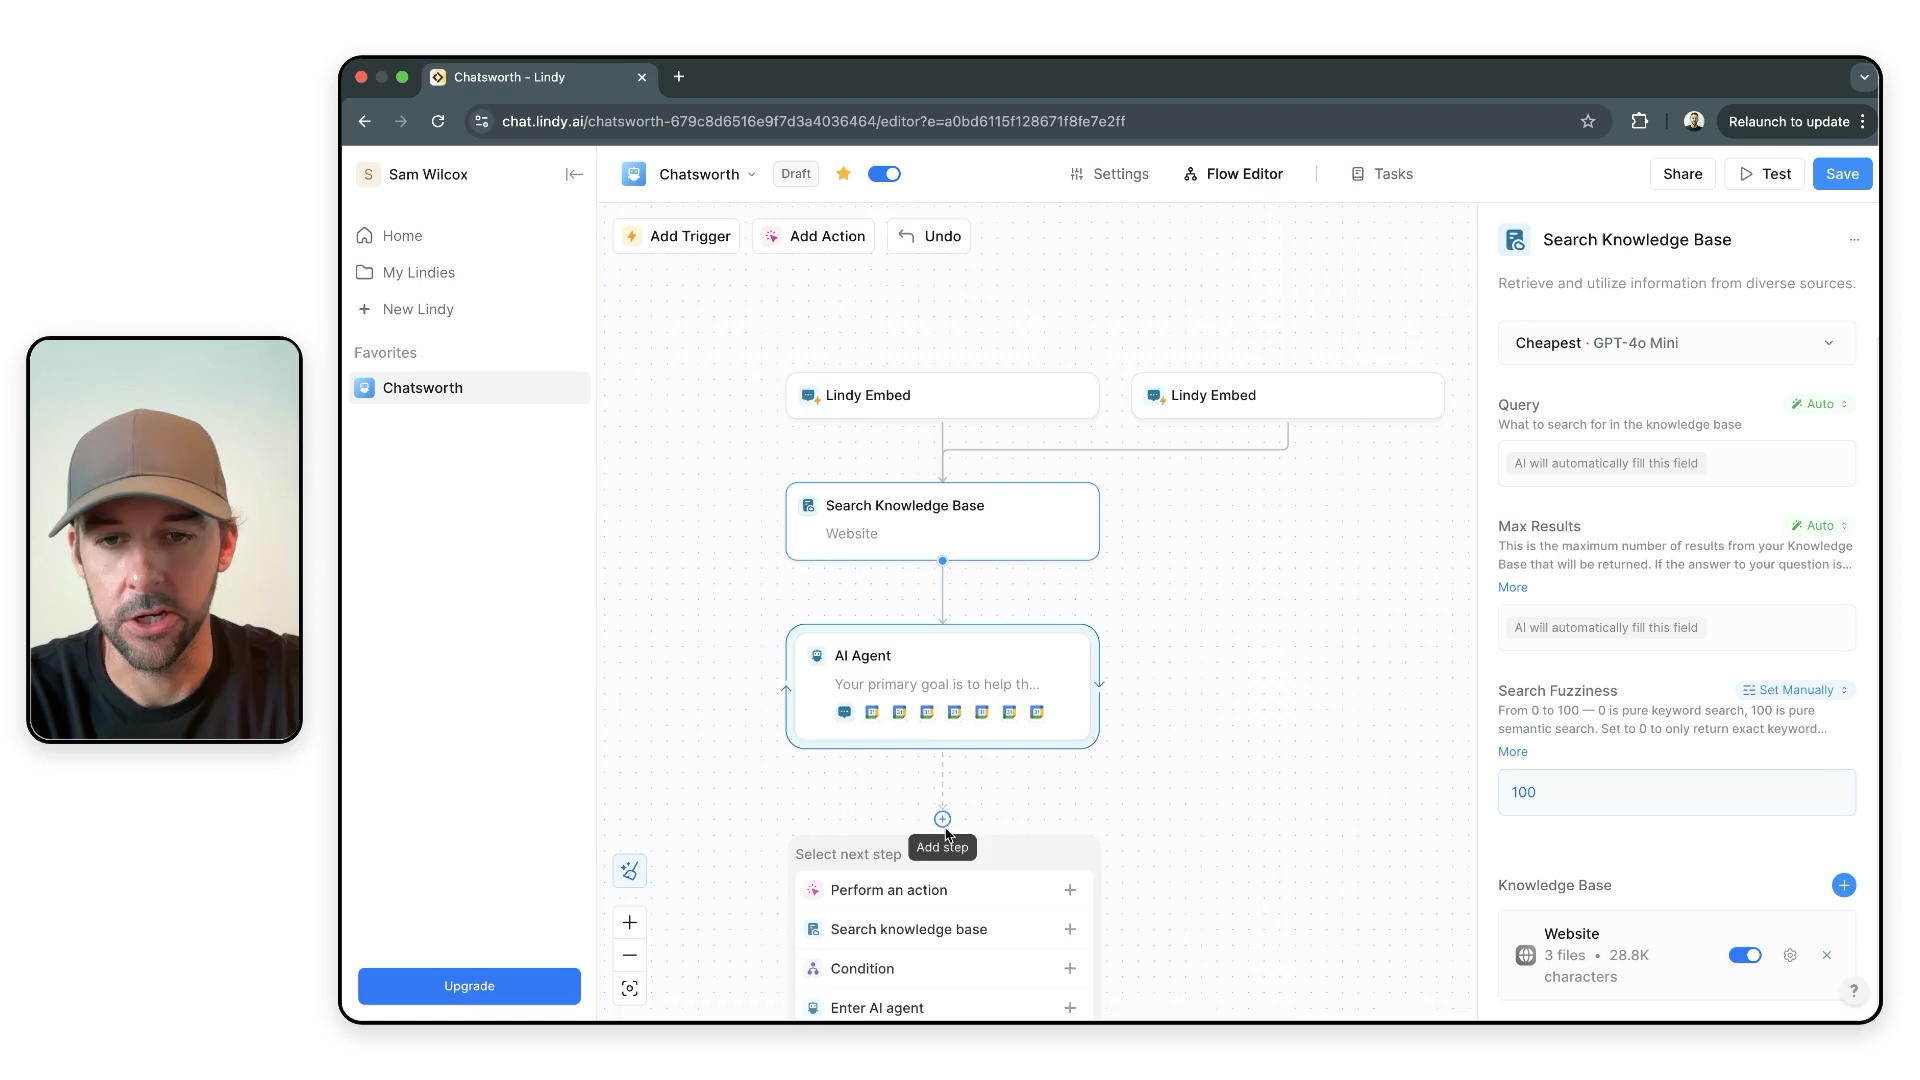 Chatsworth - Lindy
chat.lindy.ai/chatsworth-679c8d6516e9f7d3a4036464/editor?e=a0bd6115f128671f8fe7e2ff
Relaunch to update
S
Sam Wilcox
Home
My Lindies
New Lindy
Favorites
Chatsworth
Upgrade
Chatsworth
Draft
Settings
Flow Editor
Tasks
Share
Test
Save
Add Trigger
Add Action
Undo
Lindy Embed
Lindy Embed
Search Knowledge Base
Website
AI Agent
Your primary goal is to help th...
Add step
Select next step
Perform an action
Search knowledge base
Condition
Enter AI agent
Search Knowledge Base
Retrieve and utilize information from diverse sources.
Cheapest · GPT-4o Mini
Query
Auto
What to search for in the knowledge base
AI will automatically fill this field
Max Results
Auto
This is the maximum number of results from your Knowledge
Base that will be returned. If the answer to your question is...
More
AI will automatically fill this field
Search Fuzziness
Set Manually
From 0 to 100 — 0 is pure keyword search, 100 is pure
semantic search. Set to 0 to only return exact keyword...
More
100
Knowledge Base
Website
3 files • 28.8K
characters
?